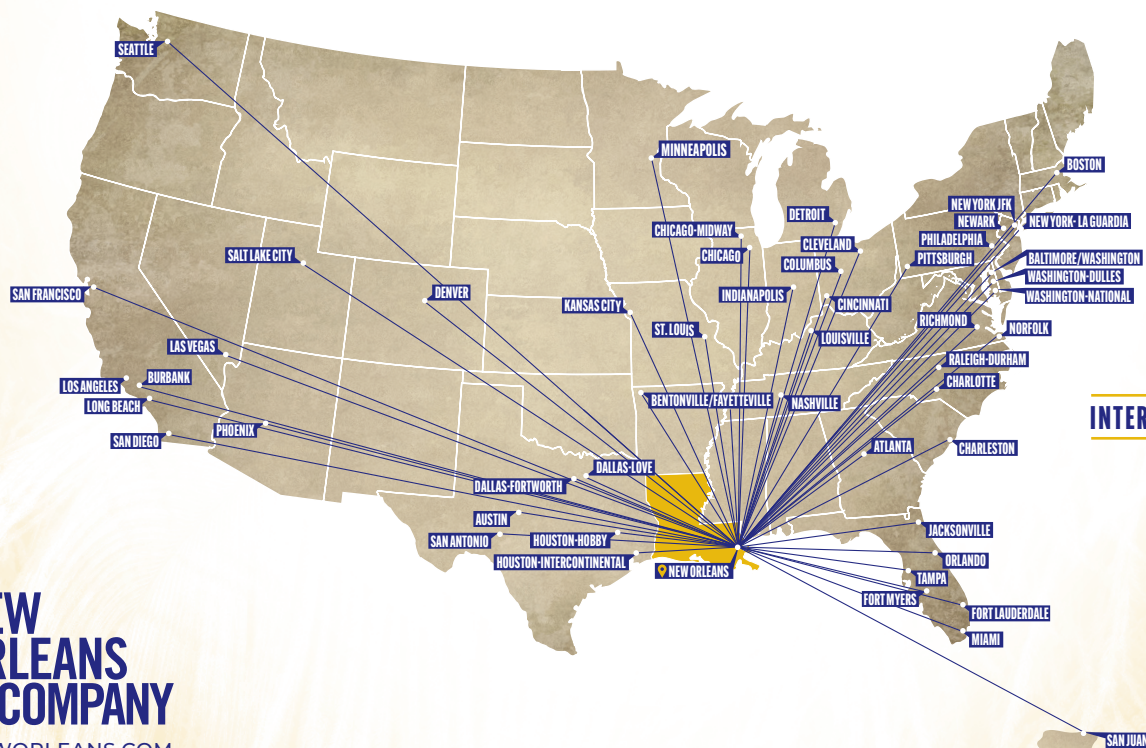 SEATTLE
MINNEAPOLIS
BOSTON
NEW YORK JFK
DETROIT
NEWARK
NEW YORK- LA GUARDIA
CHICAGO-MIDWAY
PHILADELPHIA
CLEVELAND
SALT LAKE CITY
CHICAGO
PITTSBURGH
BALTIMORE/WASHINGTON
COLUMBUS
WASHINGTON-DULLES
SAN FRANCISCO
DENVER
INDIANAPOLIS
WASHINGTON-NATIONAL
KANSAS CITY
CINCINNATI
RICHMOND
NORFOLK
ST. LOUIS
LOUISVILLE
LAS VEGAS
RALEIGH-DURHAM
BURBANK
LOS ANGELES
CHARLOTTE
BENTONVILLE/FAYETTEVILLE
NASHVILLE
LONG BEACH
INTER
PHOENIX
SAN DIEGO
ATLANTA
CHARLESTON
DALLAS-LOVE
DALLAS-FORTWORTH
AUSTIN
JACKSONVILLE
SAN ANTONIO
HOUSTON-HOBBY
HOUSTON-INTERCONTINENTAL
ORLANDO
NEW ORLEANS
TAMPA
FORT MYERS
FORT LAUDERDALE
MIAMI
EW
RLEANS
COMPANY
WORLEANS.COM
SAN JUAN